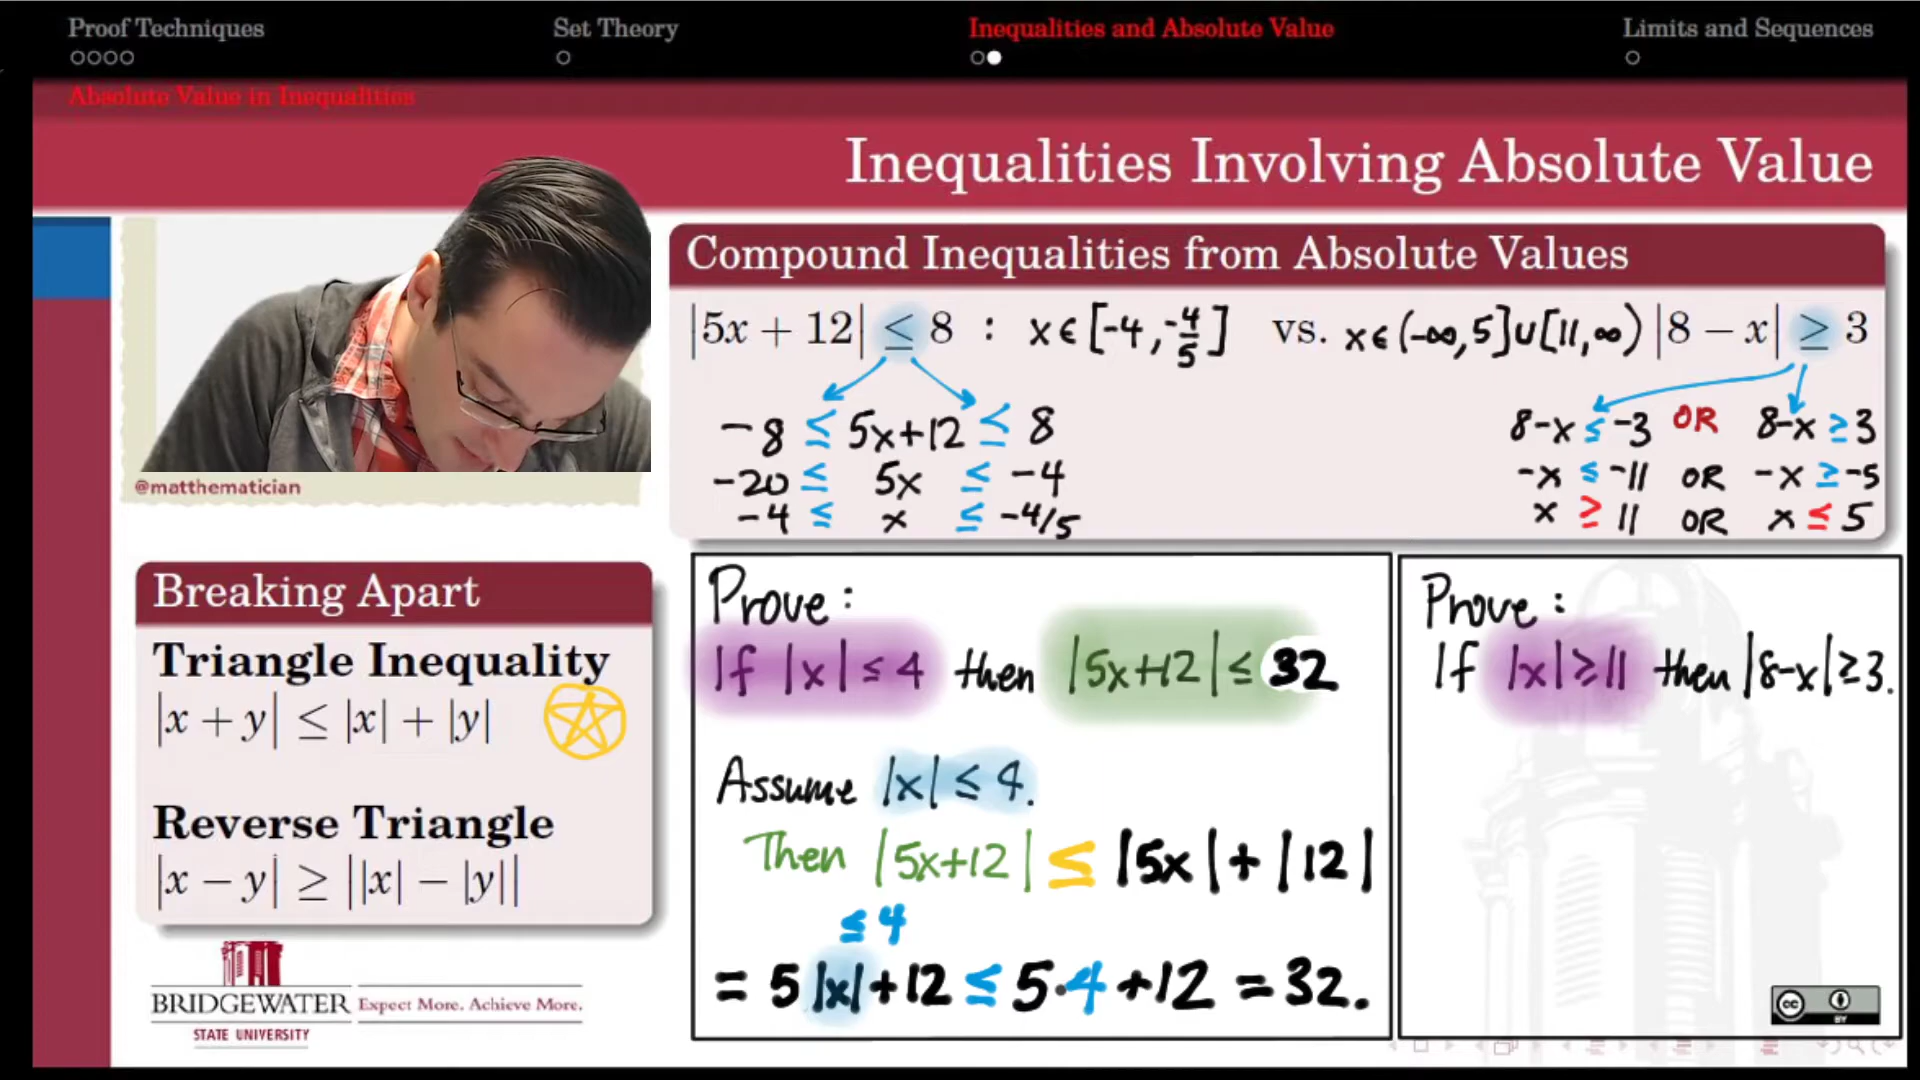 Proof Techniques
Set Theory
Inequalities and Absolute Value
Limits and Sequences
Absolute Value in Inequalities
Inequalities Involving Absolute Value
@matthematician
Compound Inequalities from Absolute Values
|5x + 12| ≤ 8 : x ∈ [-4, -4/5] vs. x ∈ (-∞, 5] ∪ [11, ∞) |8 − x| ≥ 3
-8 ≤ 5x+12 ≤ 8
-20 ≤ 5x ≤ -4
-4 ≤ x ≤ -4/5
8-x ≤ -3 OR 8-x ≥ 3
-x ≤ -11 OR -x ≥ -5
x ≥ 11 OR x ≤ 5
Breaking Apart
Triangle Inequality
|x + y| ≤ |x| + |y|
Reverse Triangle
|x − y| ≥ ||x| − |y||
BRIDGEWATER
STATE UNIVERSITY
Expect More. Achieve More.
Prove:
If |x| ≤ 4 then |5x+12| ≤ 32
Assume |x| ≤ 4.
Then |5x+12| ≤ |5x| + |12|
≤ 4
= 5|x|+12 ≤ 5·4 +12 = 32.
Prove:
If |x| ≥ 11 then |8-x| ≥ 3.
cc
BY